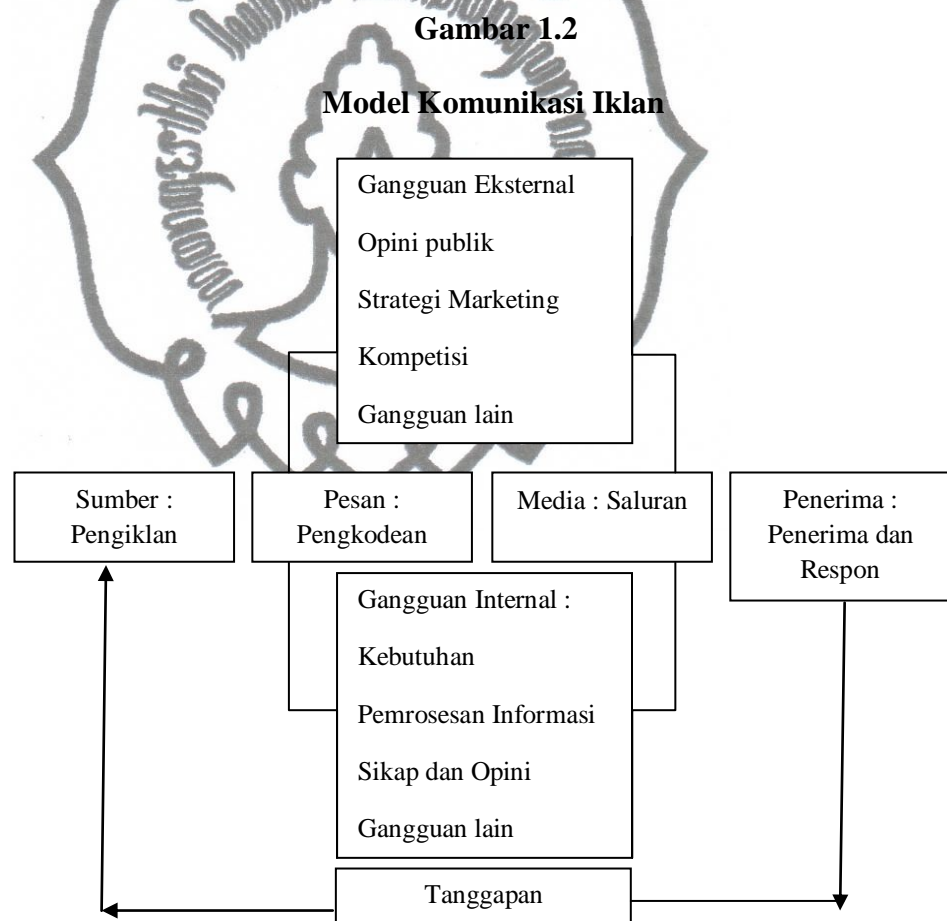 Gambar 1.2
Model Komunikasi Iklan
Gangguan Eksternal
Opini publik
Strategi Marketing
Kompetisi
Gangguan lain
Sumber :
Pengiklan
Pesan :
Pengkodean
Media : Saluran
Penerima :
Penerima dan
Respon
Gangguan Internal :
Kebutuhan
Pemrosesan Informasi
Sikap dan Opini
Gangguan lain
Tanggapan